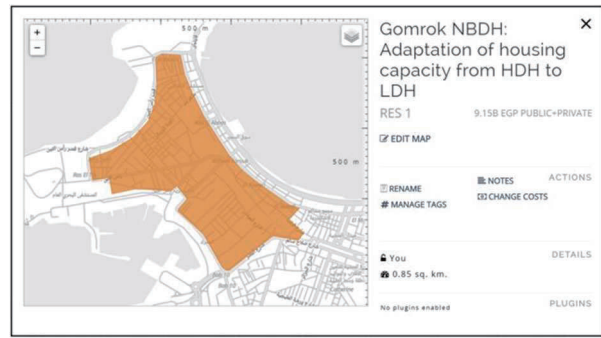 +
−
500 m
500 m
Gomrok NBDH:
Adaptation of housing
capacity from HDH to
LDH
×
RES 1
9.15B EGP PUBLIC+PRIVATE
EDIT MAP
ACTIONS
RENAME
NOTES
# MANAGE TAGS
CHANGE COSTS
DETAILS
You
0.85 sq. km.
PLUGINS
No plugins enabled